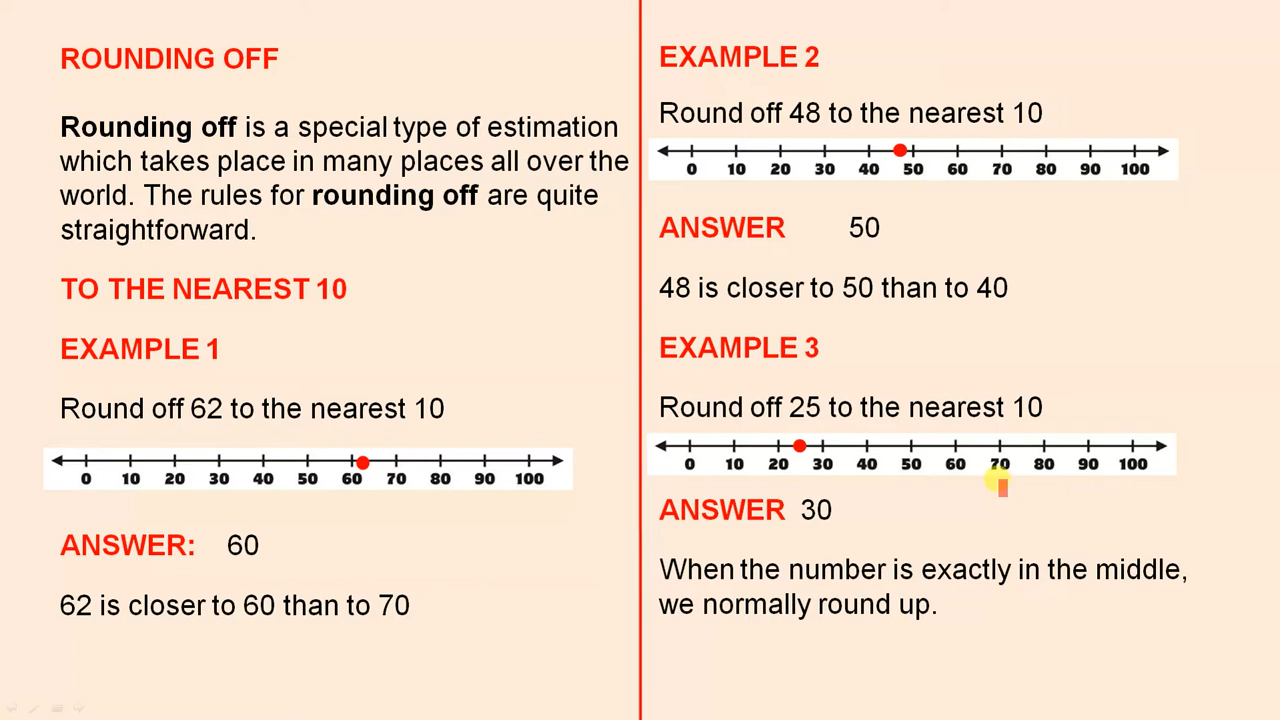 ROUNDING OFF
Rounding off is a special type of estimation
which takes place in many places all over the
world. The rules for rounding off are quite
straightforward.
TO THE NEAREST 10
EXAMPLE 1
Round off 62 to the nearest 10
0 10 20 30 40 50 60 70 80 90 100
ANSWER: 60
62 is closer to 60 than to 70
EXAMPLE 2
Round off 48 to the nearest 10
0 10 20 30 40 50 60 70 80 90 100
ANSWER 50
48 is closer to 50 than to 40
EXAMPLE 3
Round off 25 to the nearest 10
0 10 20 30 40 50 60 70 80 90 100
ANSWER 30
When the number is exactly in the middle,
we normally round up.